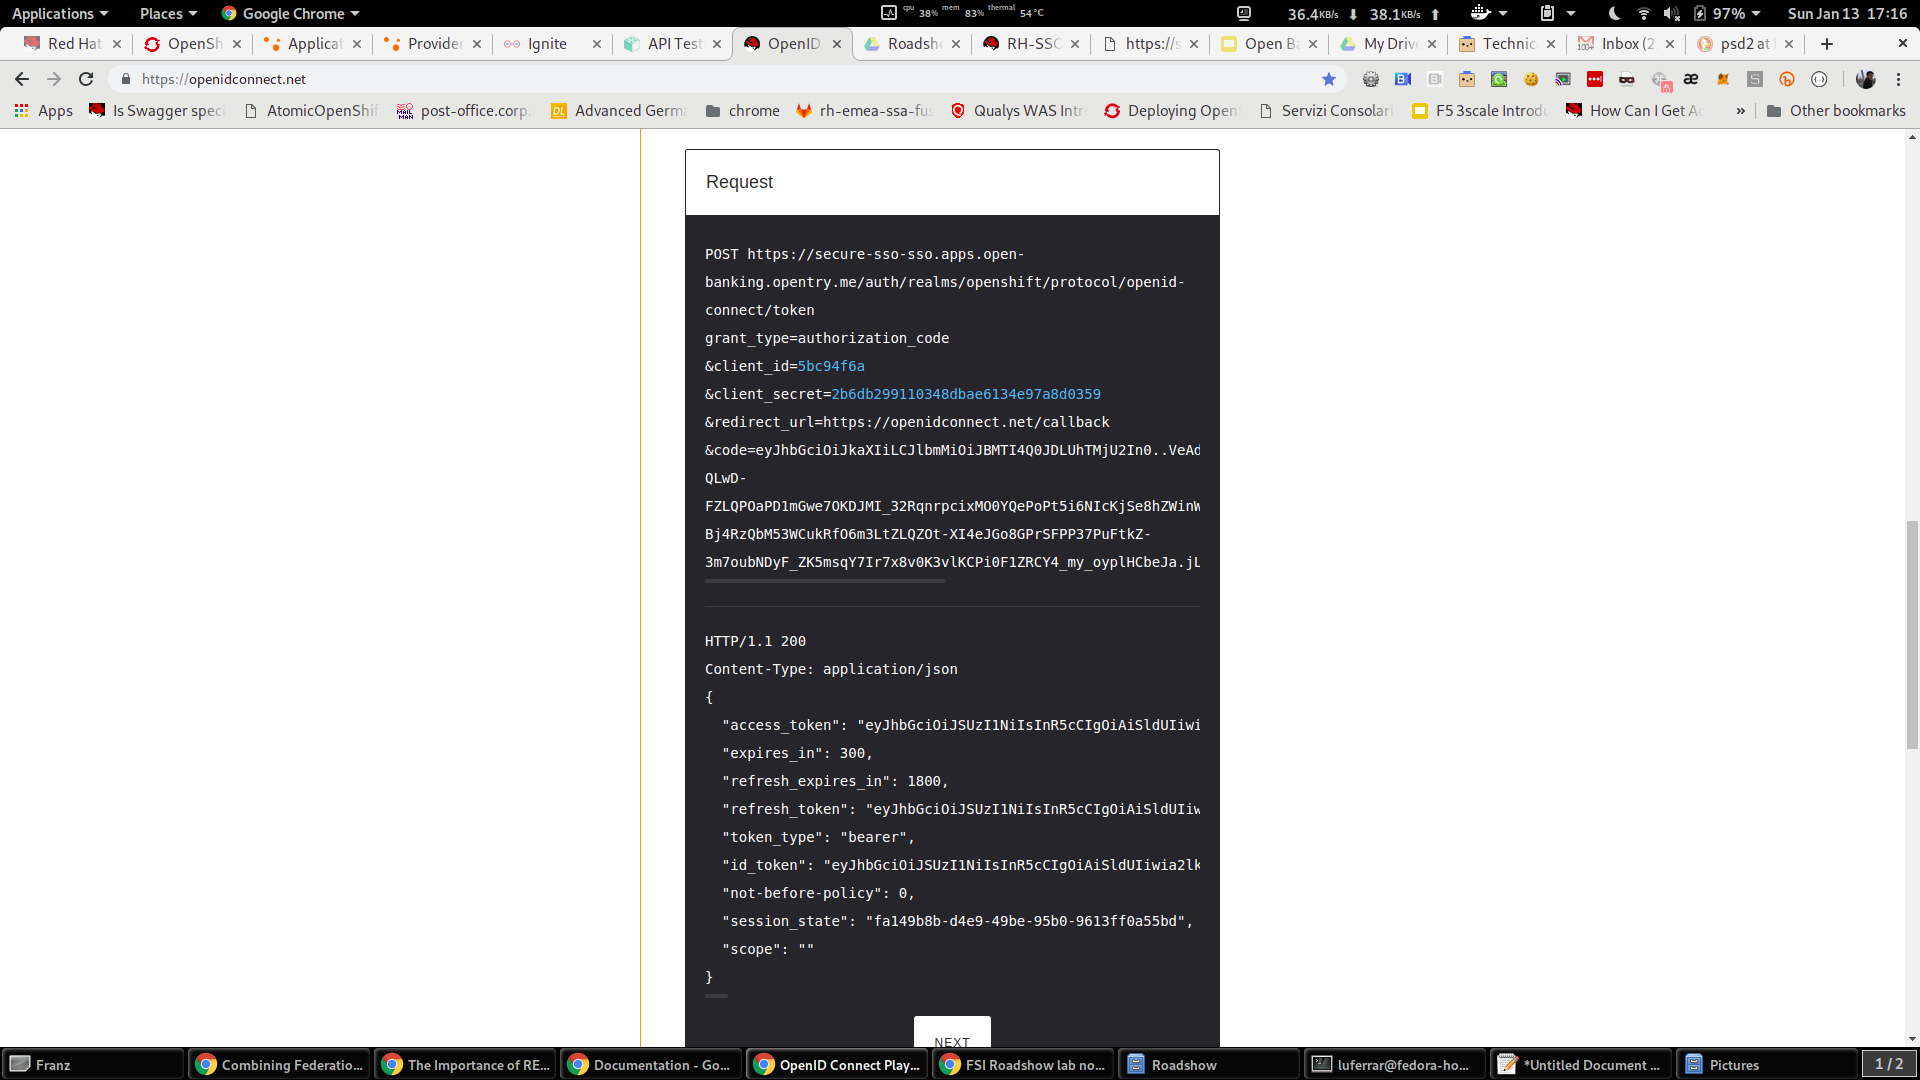 Applications
Places
Google Chrome
cpu 38% mem 83% thermal 54°C
36.4KB/s
38.1KB/s
97%
Sun Jan 13 17:16
Red Hat
OpenSh
Applicat
Provider
Ignite
API Test
OpenID
Roadsh
RH-SSO
https://s
Open B
My Drive
Technic
Inbox (2
psd2 at
https://openidconnect.net
Apps
Is Swagger spec
AtomicOpenShif
post-office.corp.
Advanced Germa
chrome
rh-emea-ssa-fus
Qualys WAS Intr
Deploying Open
Servizi Consolari
F5 3scale Introdu
How Can I Get Ac
»
Other bookmarks
Request
POST https://secure-sso-sso.apps.open-
banking.opentry.me/auth/realms/openshift/protocol/openid-
connect/token
grant_type=authorization_code
&client_id=5bc94f6a
&client_secret=2b6db299110348dbae6134e97a8d0359
&redirect_url=https://openidconnect.net/callback
&code=eyJhbGciOiJkaXIiLCJlbmMiOiJBMTI4Q0JDLUhTMjU2In0..VeAd
QLwD-
FZLQPOaPD1mGwe7OKDJMI_32RqnrpcixMO0YQePoPt5i6NIcKjSe8hZWinW
Bj4RzQbM53WCukRfO6m3LtZLQZOt-XI4eJGo8GPrSFPP37PuFtkZ-
3m7oubNDyF_ZK5msqY7Ir7x8v0K3vlKCPi0F1ZRCY4_my_oyplHCbeJa.jL
HTTP/1.1 200
Content-Type: application/json
{
"access_token": "eyJhbGciOiJSUzI1NiIsInR5cCIgOiAiSldUIiwi
"expires_in": 300,
"refresh_expires_in": 1800,
"refresh_token": "eyJhbGciOiJSUzI1NiIsInR5cCIgOiAiSldUIiw
"token_type": "bearer",
"id_token": "eyJhbGciOiJSUzI1NiIsInR5cCIgOiAiSldUIiwia2lk
"not-before-policy": 0,
"session_state": "fa149b8b-d4e9-49be-95b0-9613ff0a55bd",
"scope": ""
}
NEXT
Franz
Combining Federatio...
The Importance of RE...
Documentation - Go...
OpenID Connect Play...
FSI Roadshow lab no...
Roadshow
luferrar@fedora-ho...
*Untitled Document ...
Pictures
1 / 2